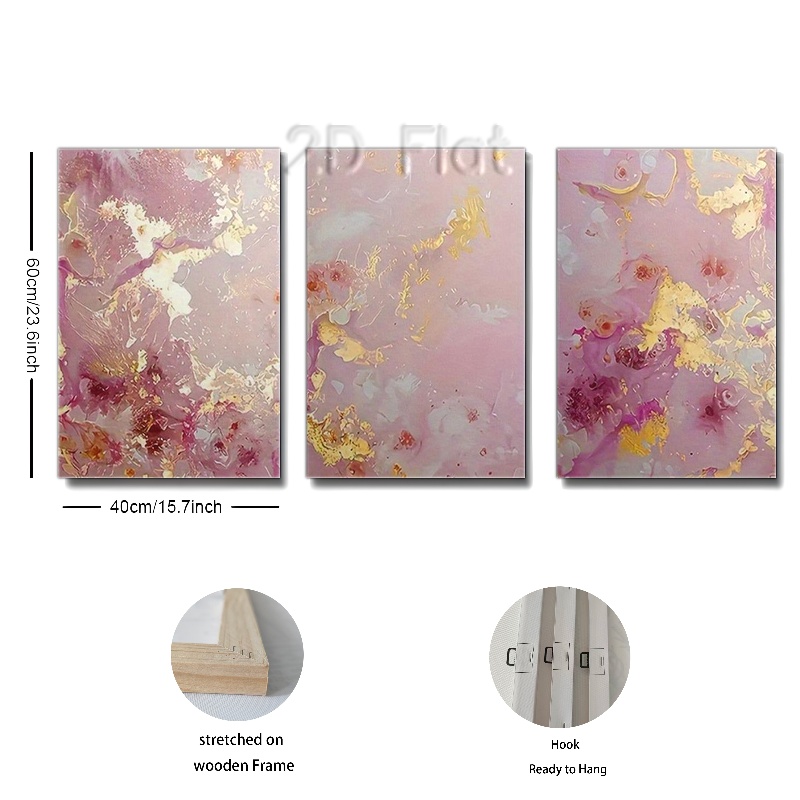 2D Flat
60cm/23.6inch
40cm/15.7inch
stretched on
wooden Frame
Hook
Ready to Hang